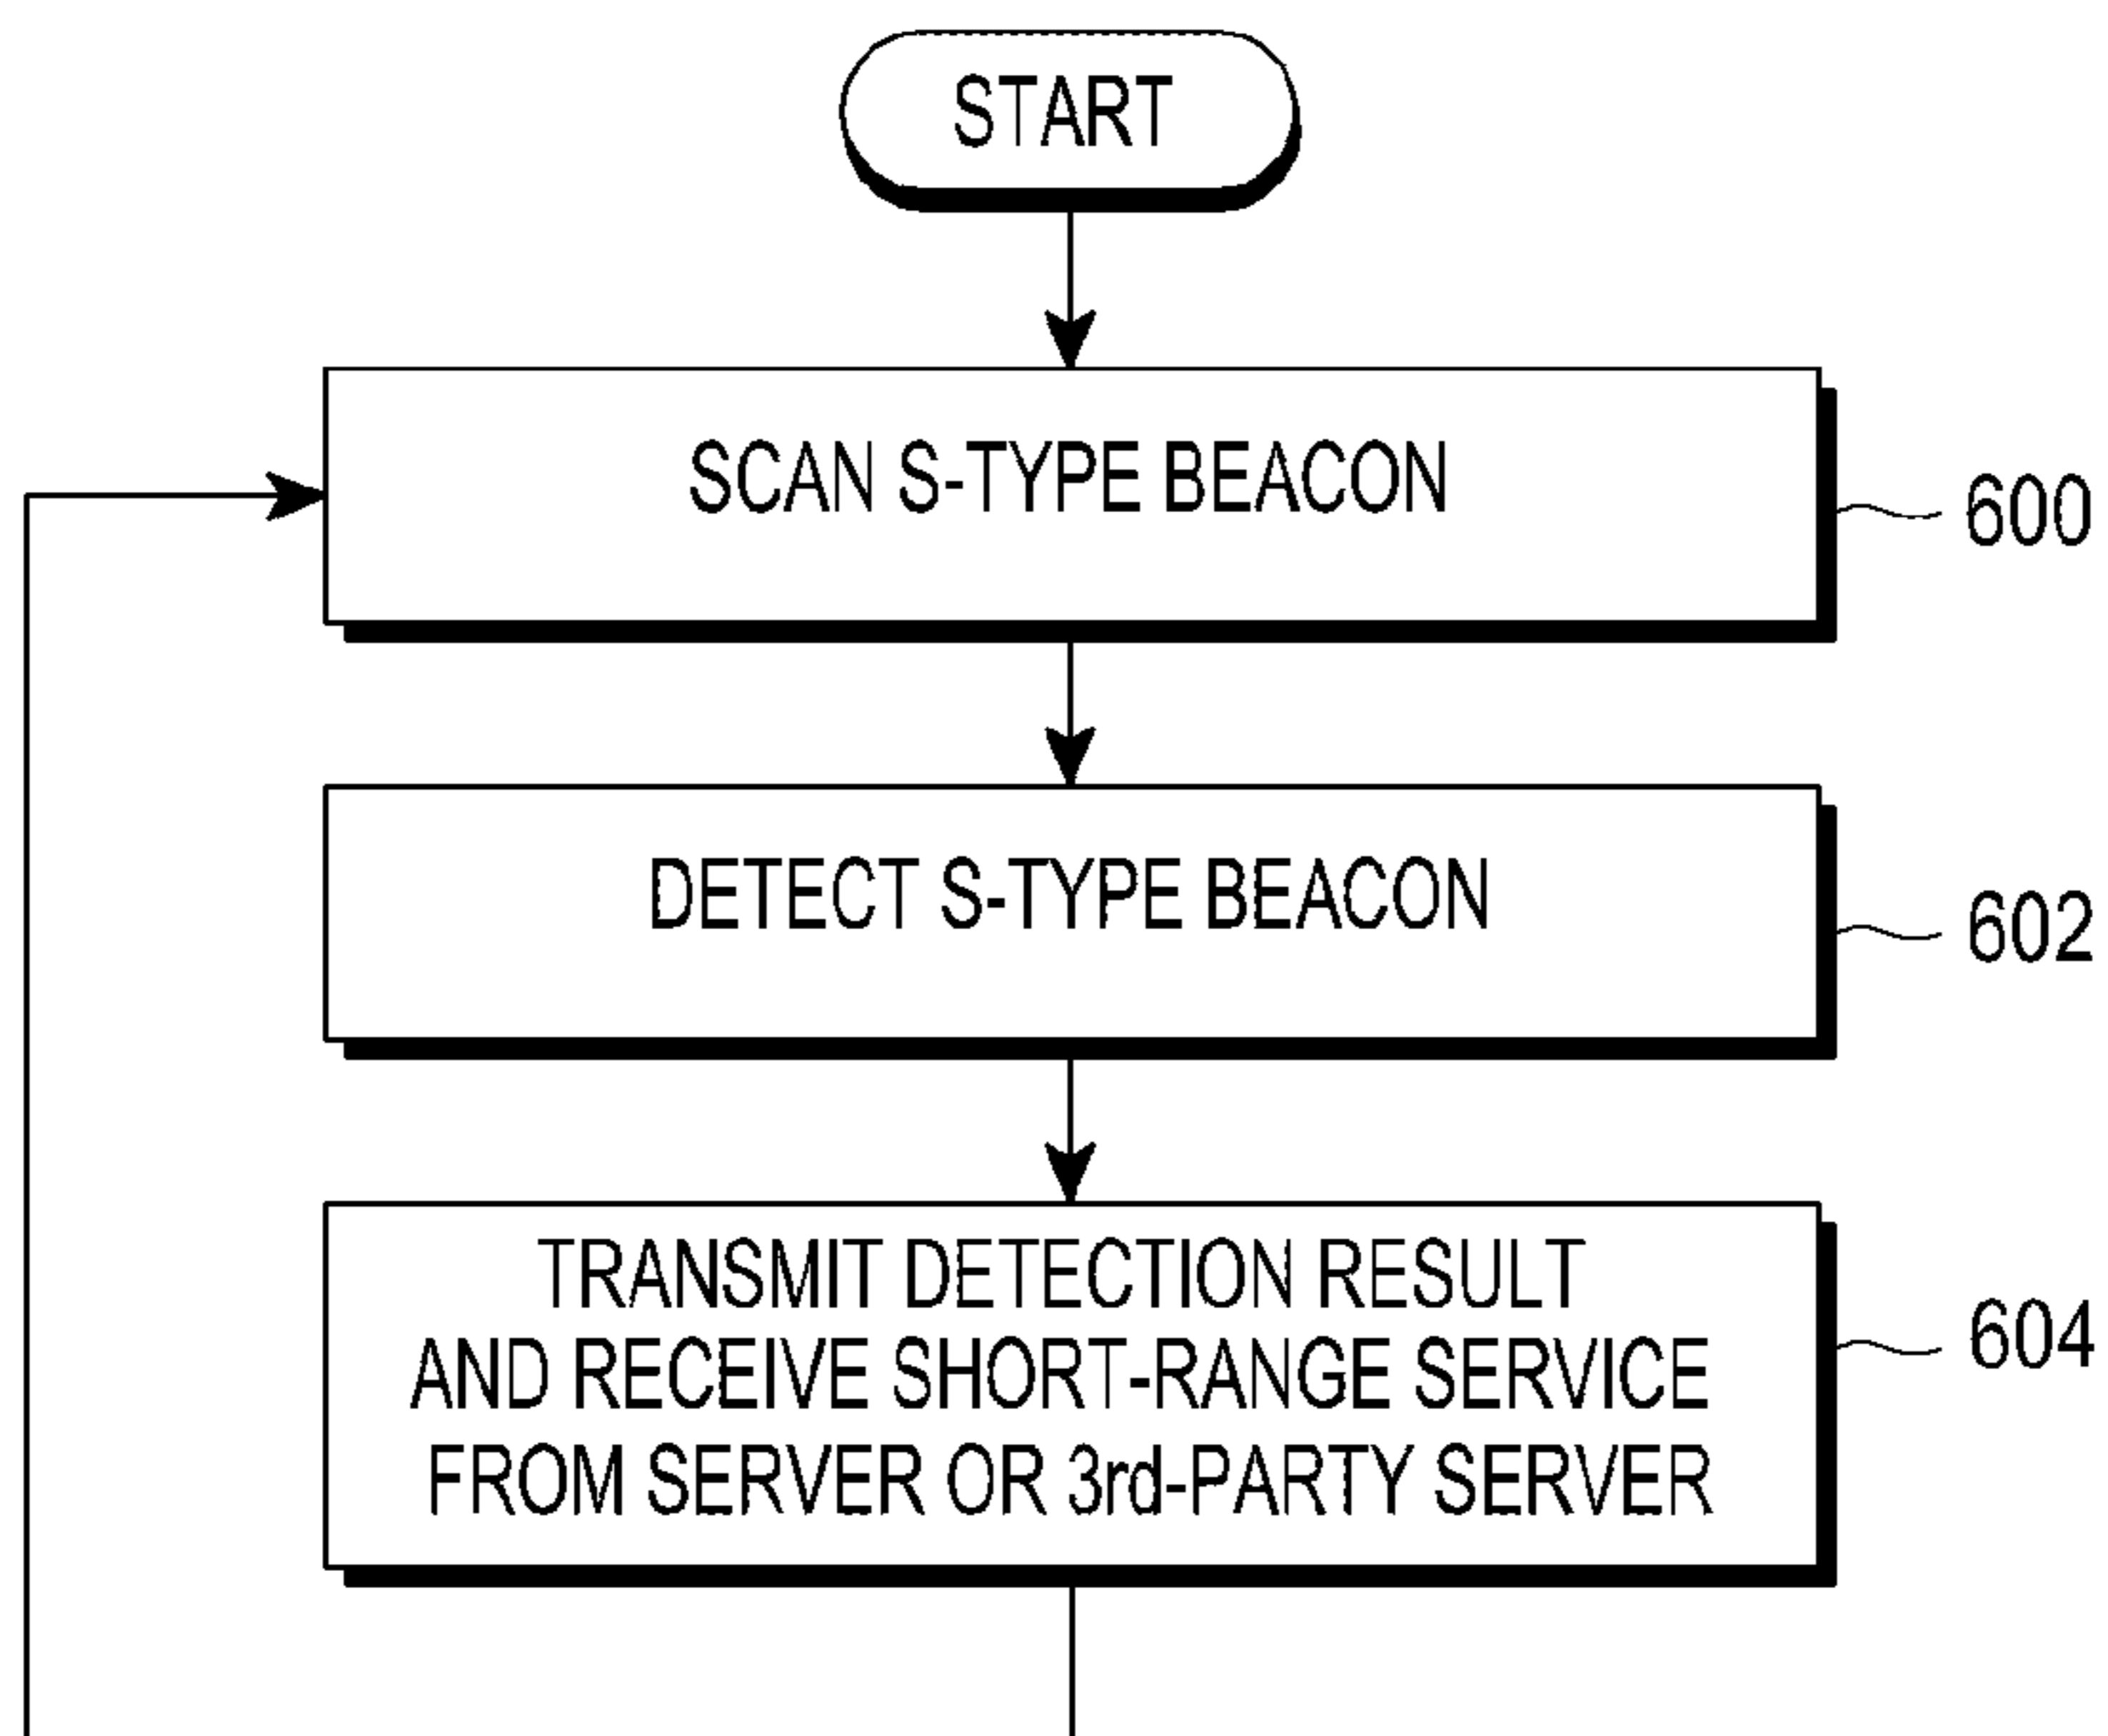 START
SCAN S-TYPE BEACON
600
DETECT S-TYPE BEACON
602
TRANSMIT DETECTION RESULT
AND RECEIVE SHORT-RANGE SERVICE
FROM SERVER OR 3rd-PARTY SERVER
604